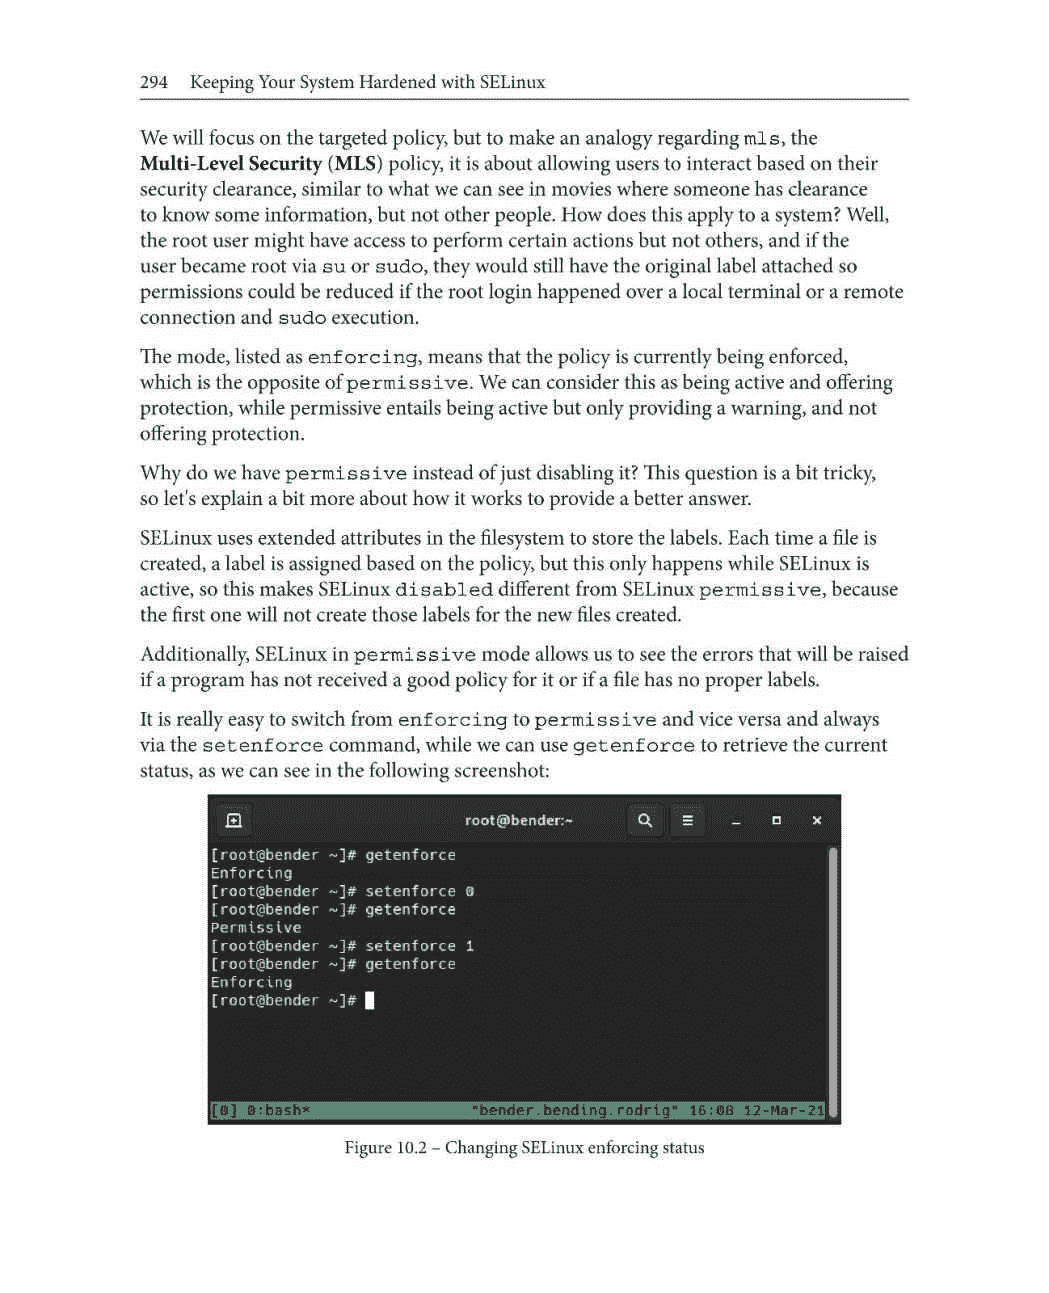 294 Keeping Your System Hardened with SELinux
We will focus on the targeted policy, but to make an analogy regarding mls, the
Multi-Level Security (MLS) policy, it is about allowing users to interact based on their
security clearance, similar to what we can see in movies where someone has clearance
to know some information, but not other people. How does this apply to a system? Well,
the root user might have access to perform certain actions but not others, and if the
user became root via su or sudo, they would still have the original label attached so
permissions could be reduced if the root login happened over a local terminal or a remote
connection and sudo execution.
The mode, listed as enforcing, means that the policy is currently being enforced,
which is the opposite of permissive. We can consider this as being active and offering
protection, while permissive entails being active but only providing a warning, and not
offering protection.
Why do we have permissive instead of just disabling it? This question is a bit tricky,
so let's explain a bit more about how it works to provide a better answer.
SELinux uses extended attributes in the filesystem to store the labels. Each time a file is
created, a label is assigned based on the policy, but this only happens while SELinux is
active, so this makes SELinux disabled different from SELinux permissive, because
the first one will not create those labels for the new files created.
Additionally, SELinux in permissive mode allows us to see the errors that will be raised
if a program has not received a good policy for it or if a file has no proper labels.
It is really easy to switch from enforcing to permissive and vice versa and always
via the setenforce command, while we can use getenforce to retrieve the current
status, as we can see in the following screenshot:
root@bender:~
[root@bender ~]# getenforce
Enforcing
[root@bender ~]# setenforce 0
[root@bender ~]# getenforce
Permissive
[root@bender ~]# setenforce 1
[root@bender ~]# getenforce
Enforcing
[root@bender ~]#
[0] 0:bash* "bender.bending.rodrig" 16:08 12-Mar-21
Figure 10.2 – Changing SELinux enforcing status